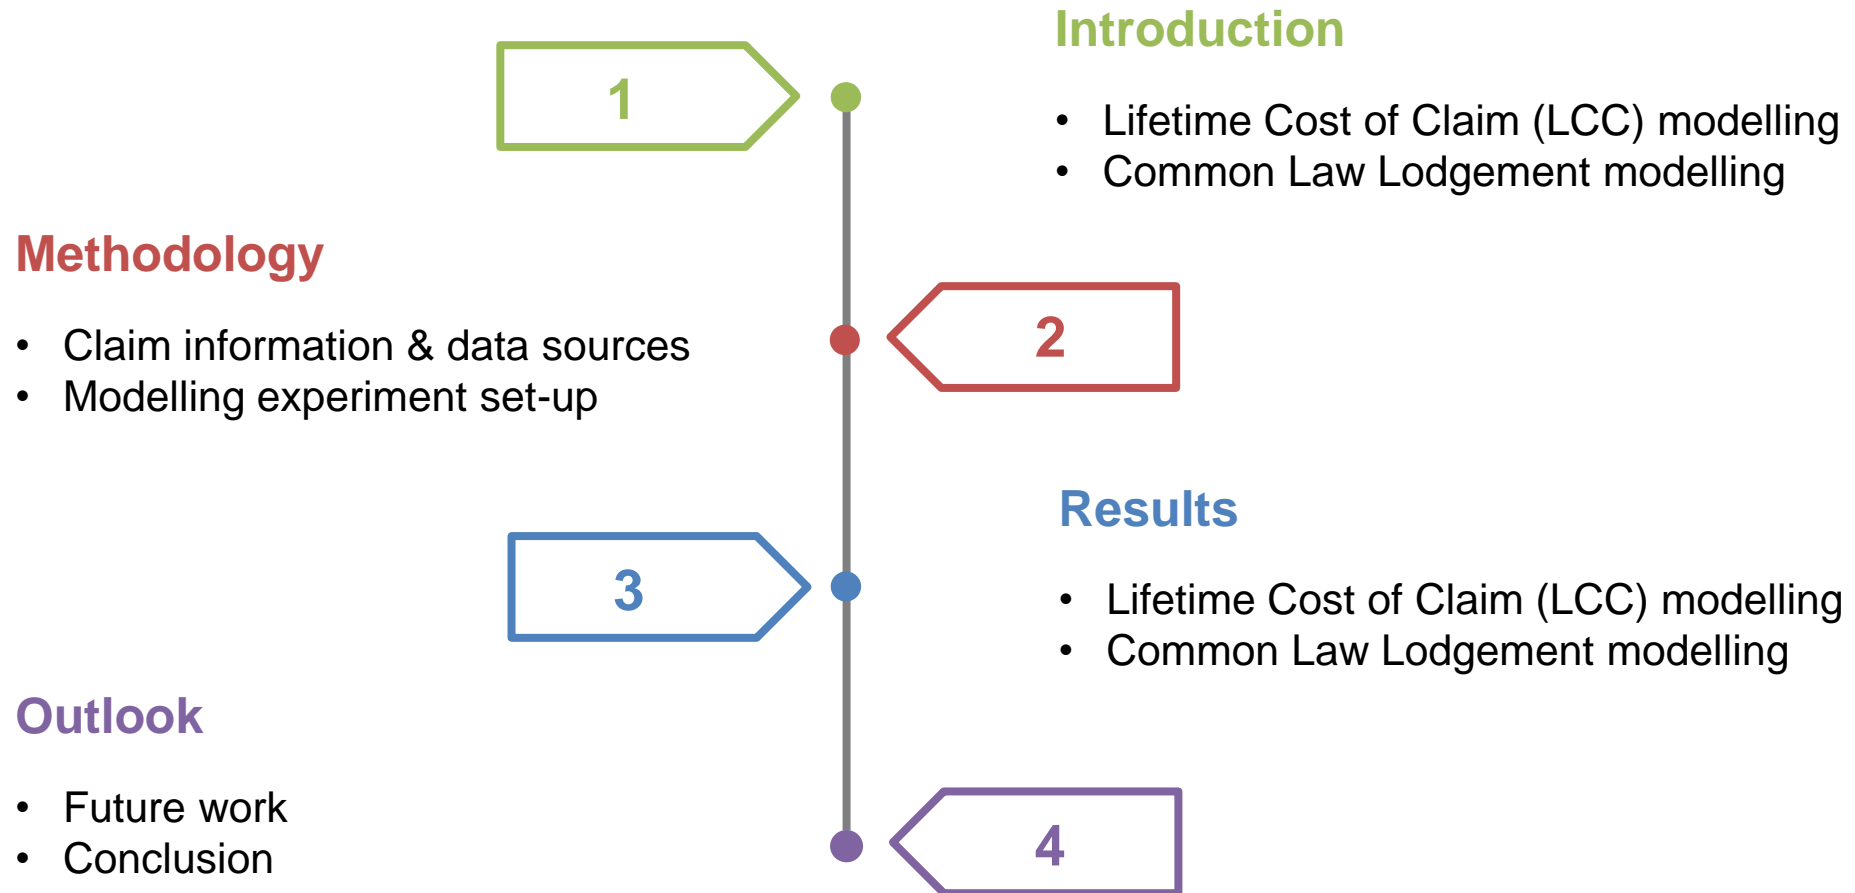 1
Introduction
• Lifetime Cost of Claim (LCC) modelling
• Common Law Lodgement modelling
Methodology
• Claim information & data sources
• Modelling experiment set-up
2
3
Results
• Lifetime Cost of Claim (LCC) modelling
• Common Law Lodgement modelling
Outlook
• Future work
• Conclusion
4